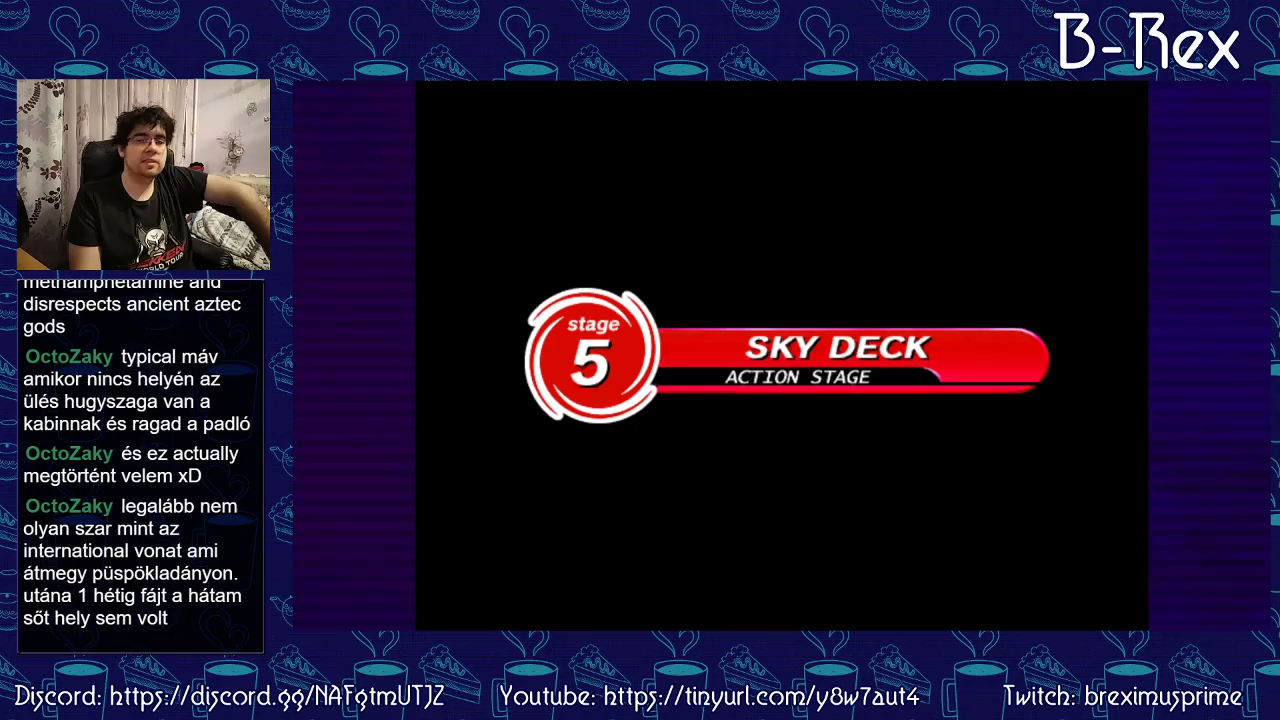 B-Rex
methamphetamine and
disrespects ancient aztec
gods
OctoZaky typical máv
amikor nincs helyén az
ülés hugyszaga van a
kabinnak és ragad a padló
OctoZaky és ez actually
megtörtént velem xD
OctoZaky legalább nem
olyan szar mint az
international vonat ami
átmegy püspökladányon.
utána 1 hétig fájt a hátam
sőt hely sem volt
stage
5
SKY DECK
ACTION STAGE
WORLD TOUR
Discord: https://discord.gg/NAFgtmUTJZ
Youtube: https://tinyurl.com/y8w7aut4
Twitch: breximusprime